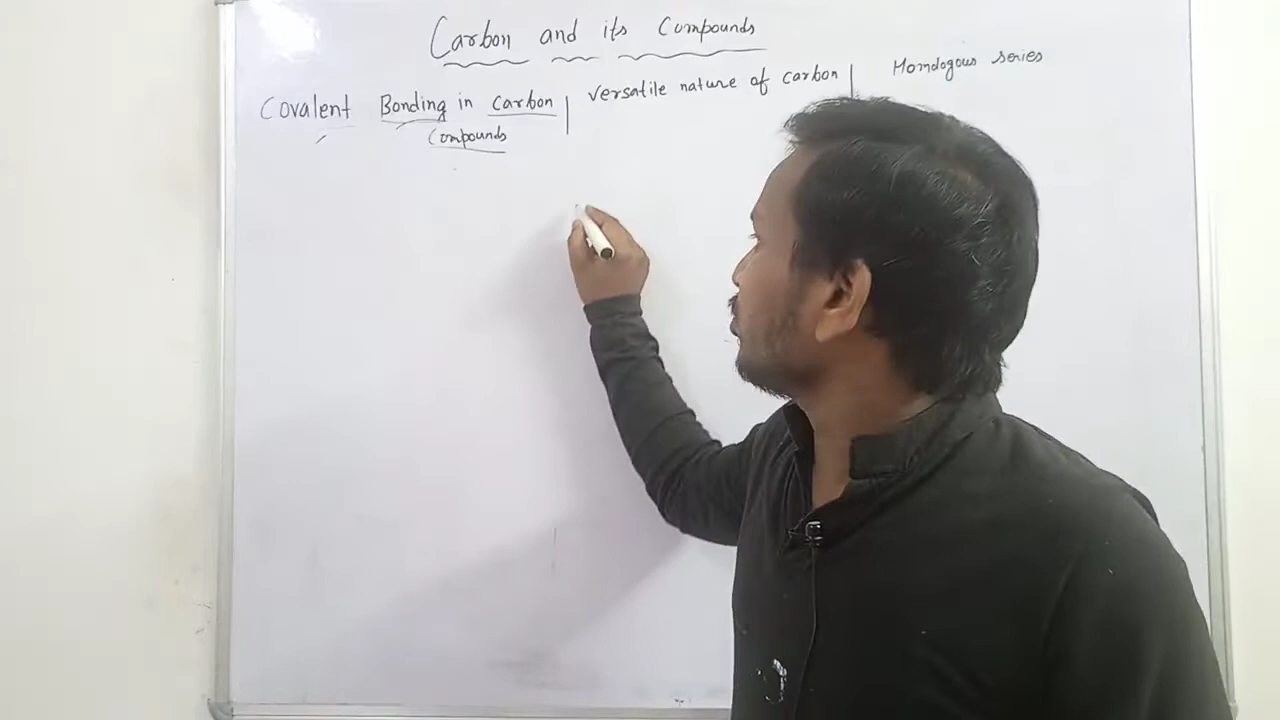 Carbon and its Compounds
Covalent Bonding in Carbon Compounds
versatile nature of carbon
Homologous series